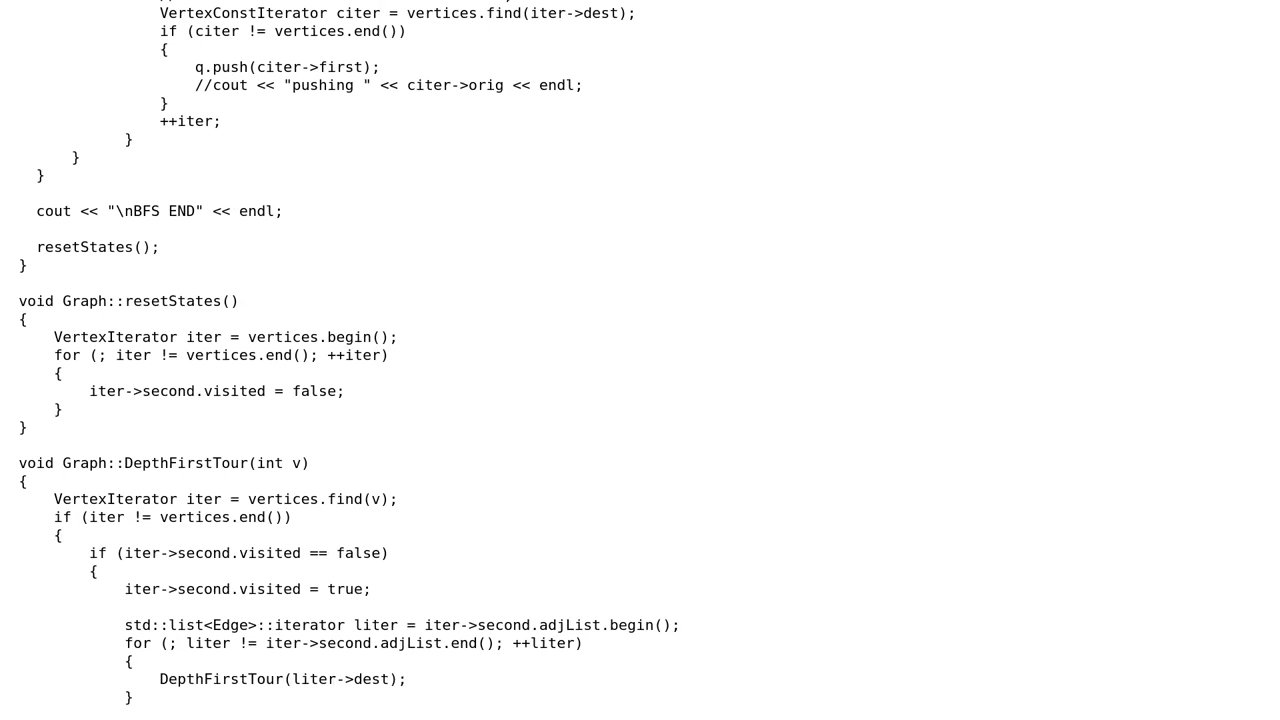 VertexConstIterator citer = vertices.find(iter->dest);
if (citer != vertices.end())
{
q.push(citer->first);
//cout << "pushing " << citer->orig << endl;
}
++iter;
}
}
}
cout << "\nBFS END" << endl;
resetStates();
}
void Graph::resetStates()
{
VertexIterator iter = vertices.begin();
for (; iter != vertices.end(); ++iter)
{
iter->second.visited = false;
}
}
void Graph::DepthFirstTour(int v)
{
VertexIterator iter = vertices.find(v);
if (iter != vertices.end())
{
if (iter->second.visited == false)
{
iter->second.visited = true;
std::list<Edge>::iterator liter = iter->second.adjList.begin();
for (; liter != iter->second.adjList.end(); ++liter)
{
DepthFirstTour(liter->dest);
}